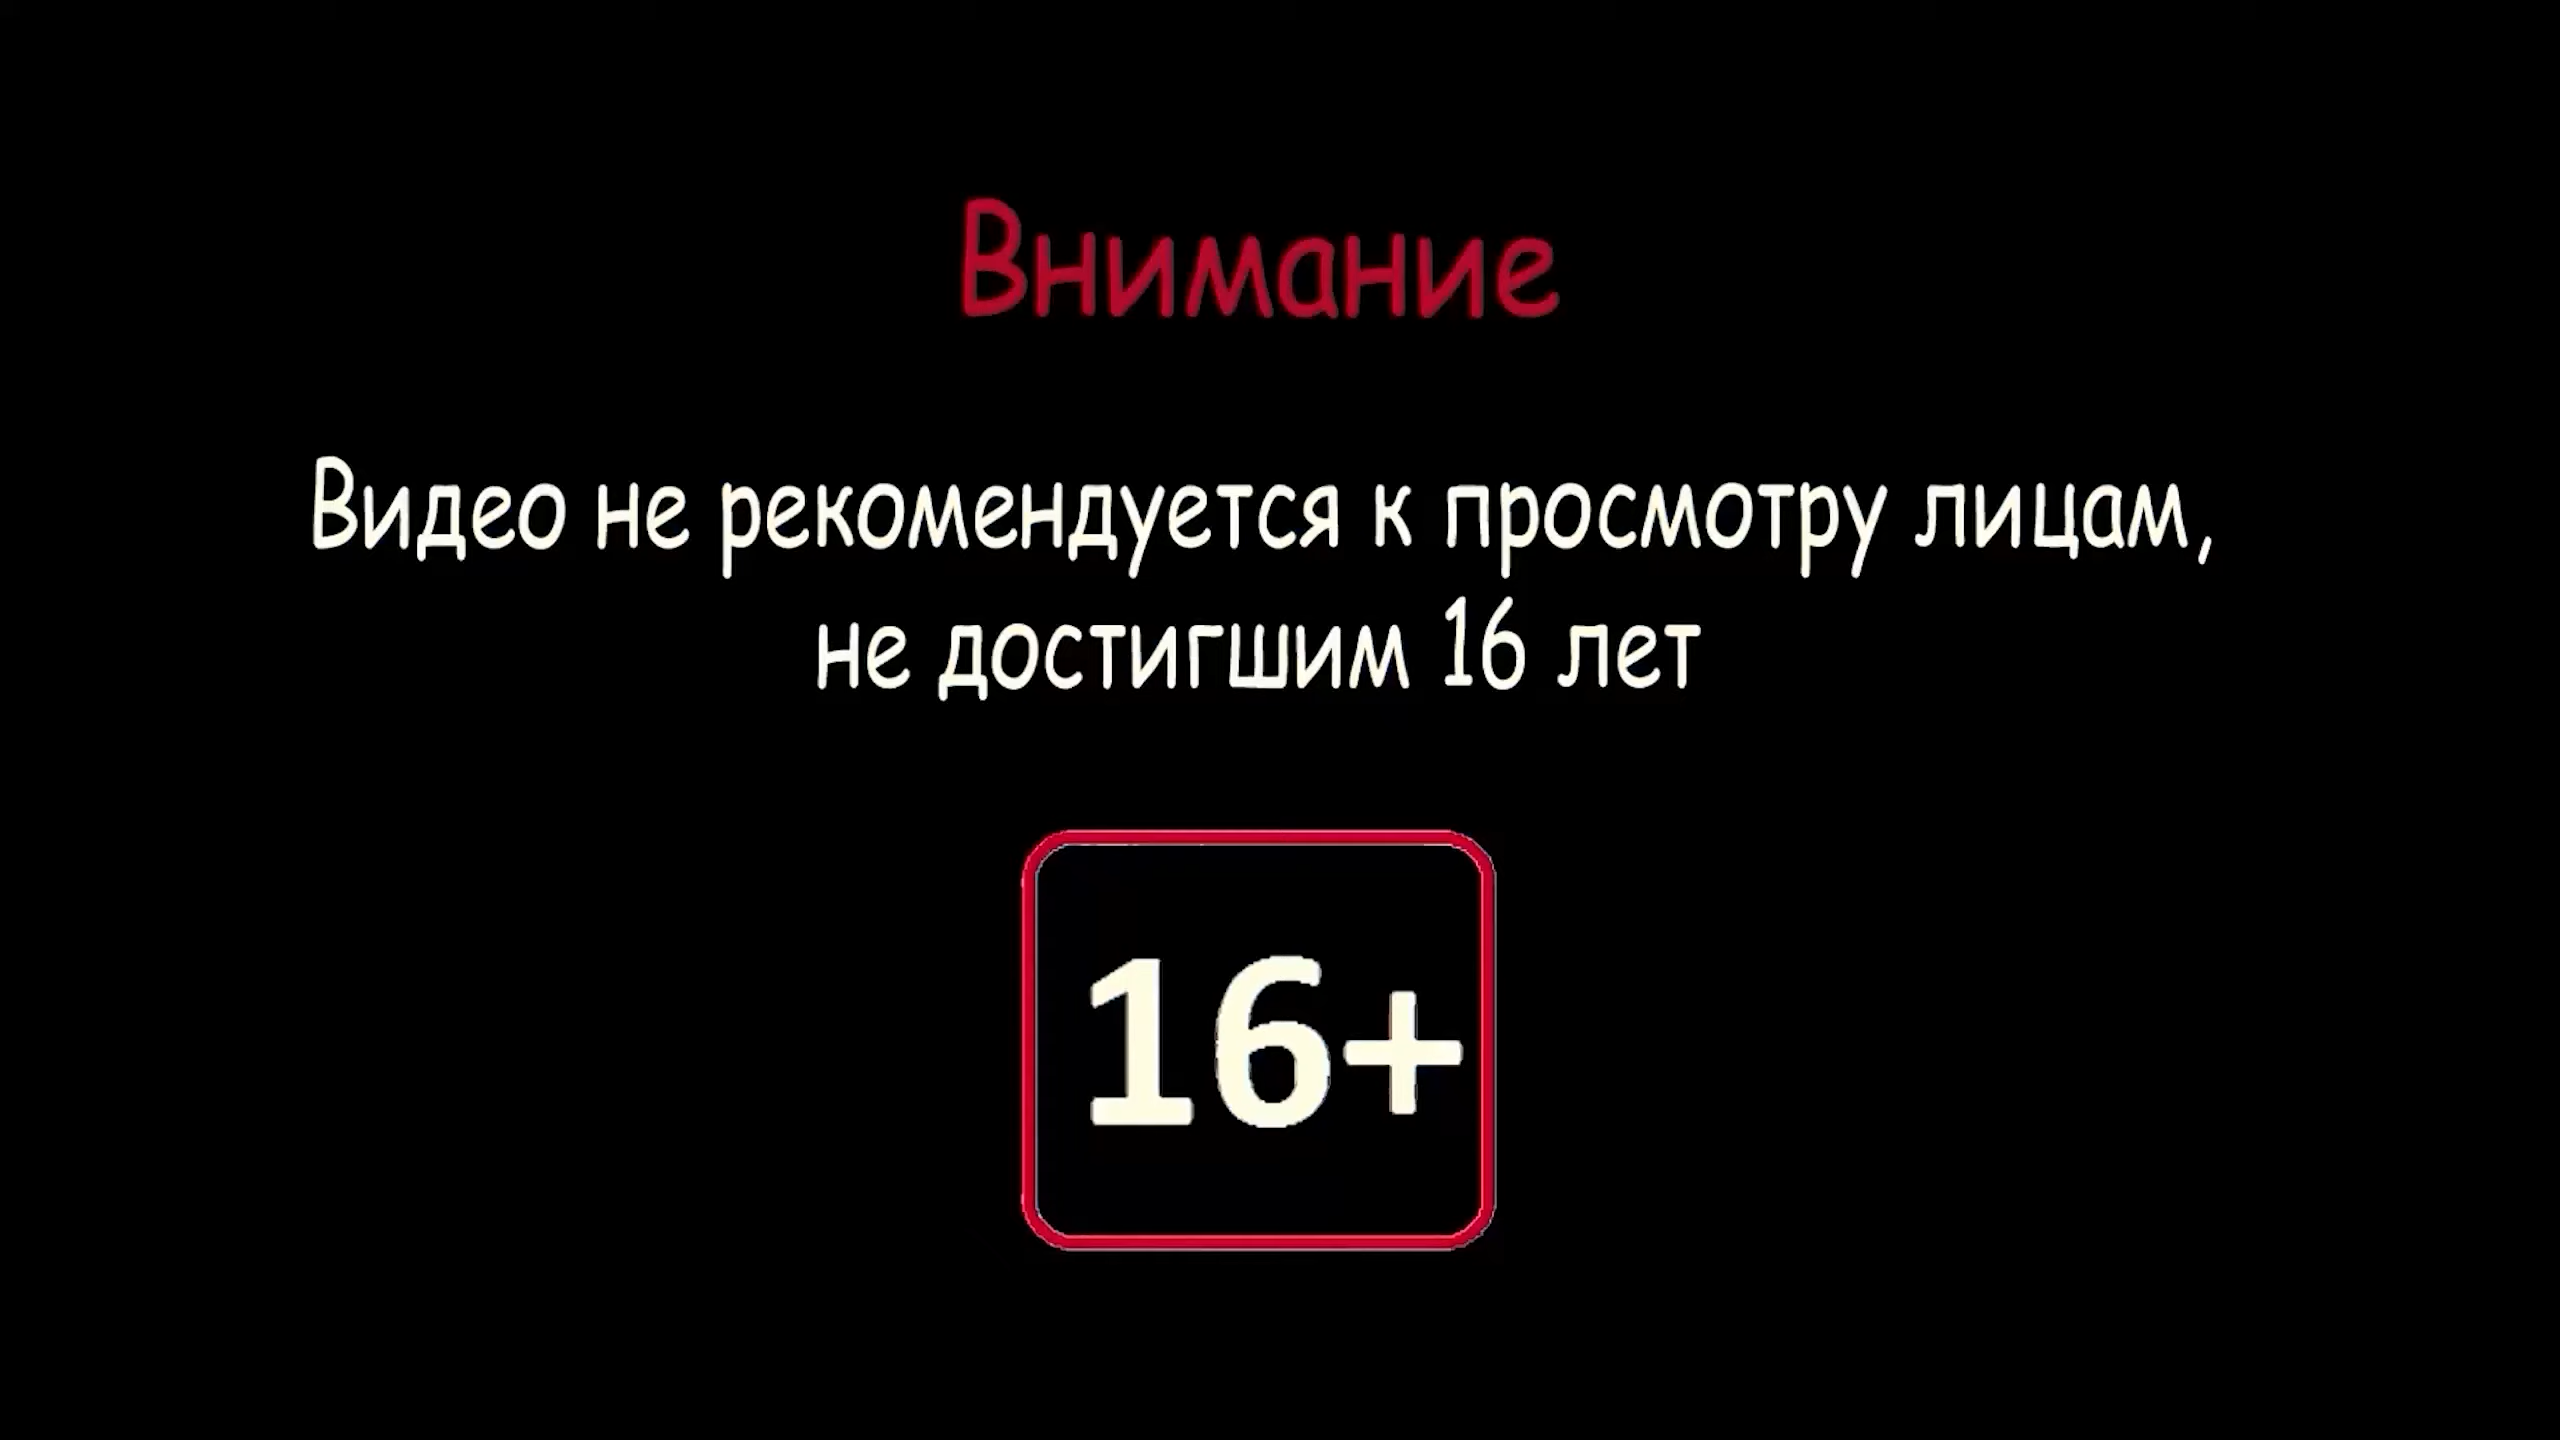 Внимание
Видео не рекомендуется к просмотру лицам,
не достигшим 16 лет
16+